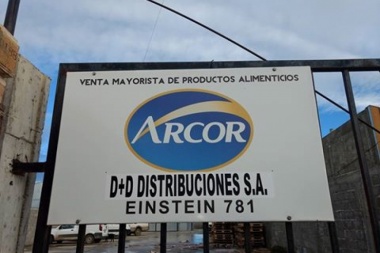 VENTA MAYORISTA DE PRODUCTOS ALIMENTICIOS
ARCOR
D+D DISTRIBUCIONES S.A.
EINSTEIN 781